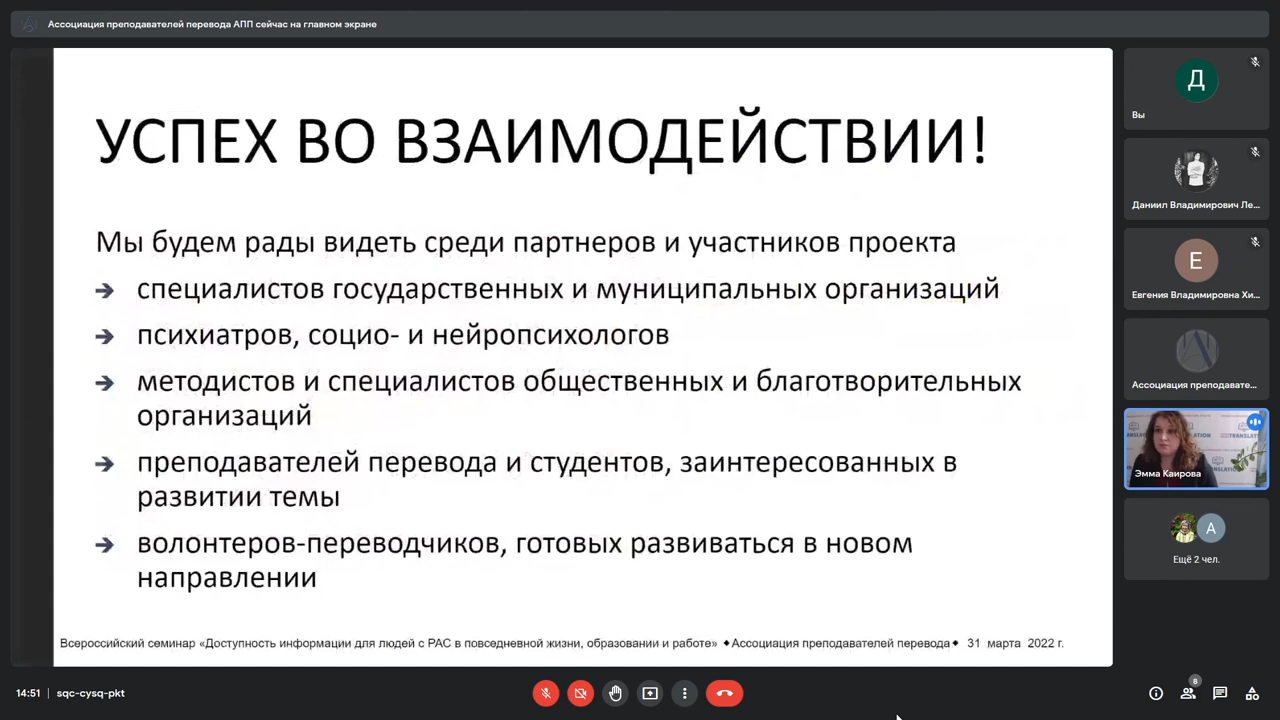 Ассоциация преподавателей перевода АПП сейчас на главном экране
УСПЕХ ВО ВЗАИМОДЕЙСТВИИ!
Мы будем рады видеть среди партнеров и участников проекта
➔ специалистов государственных и муниципальных организаций
➔ психиатров, социо- и нейропсихологов
➔ методистов и специалистов общественных и благотворительных
организаций
➔ преподавателей перевода и студентов, заинтересованных в
развитии темы
➔ волонтеров-переводчиков, готовых развиваться в новом
направлении
Всероссийский семинар «Доступность информации для людей с РАС в повседневной жизни, образовании и работе» ◆Ассоциация преподавателей перевода◆ 31 марта 2022 г.
Д
Вы
Даниил Владимирович Ле...
Е
Евгения Владимировна Хи...
Ассоциация преподавате...
TRANSLATION
Эмма Каирова
А
Ещё 2 чел.
14:51 | sqc-cysq-pkt
8